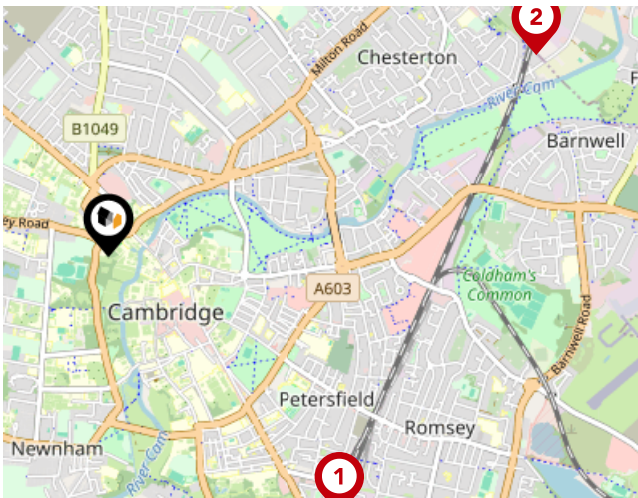 2
Milton Road
Chesterton
River Cam
B1049
Barnwell
ey Road
Coldham's
Common
A603
Cambridge
Barnwell Road
Petersfield
Romsey
Newnham
River Cam
1